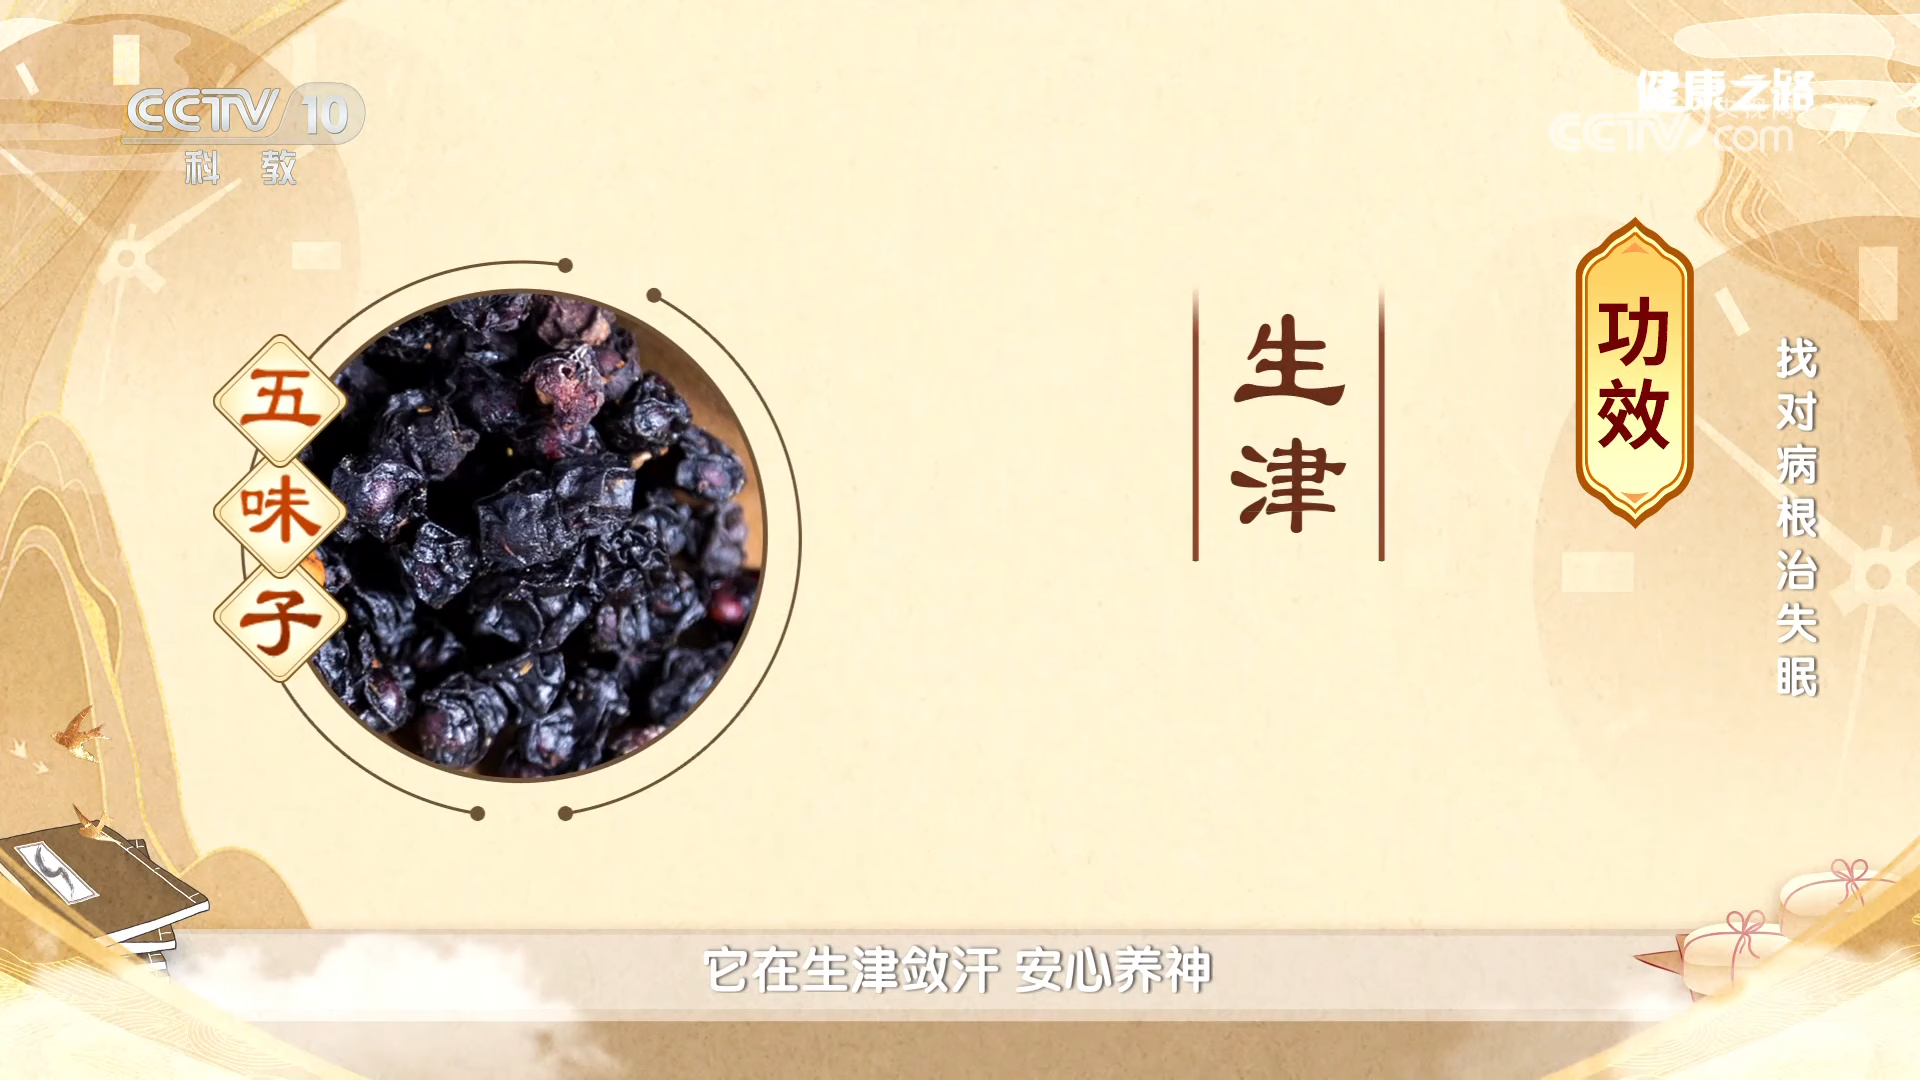 CCTV 10
科 教
健康之路
CCTV.com
功效
生津
五味子
找对病根治失眠
它在生津敛汗 安心养神